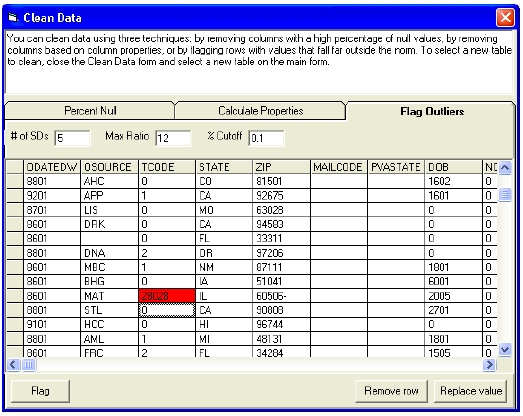 Clean Data
You can clean data using three techniques: by removing columns with a high percentage of null values, by removing
columns based on column properties, or by flagging rows with values that fall far outside the norm. To select a new table
to clean, close the Clean Data form and select a new table on the main form.
Percent Null Calculate Properties Flag Outliers
# of SDs 5 Max Ratio 12 % Cutoff 0.1
ODATEDW OSOURCE TCODE STATE ZIP MAILCODE PVASTATE DOB NO
8801 AHC 0 CO 81501 1602 0
9201 APP 1 CA 92675 1601 0
8701 LIS 0 MO 63028 0 0
8601 DRK 0 CA 94583 0 0
8601 0 FL 33311 0 0
8801 DNA 2 OR 97206 0 0
8601 MBC 1 NM 87111 1801 0
8601 BHG 0 IA 51041 6001 0
8601 MAT 28028 IL 60506- 2005 0
8801 STL 0 CA 90808 2701 0
9101 HCC 0 HI 96744 0 0
8801 AML 1 MI 48131 1801 0
8601 FRC 2 FL 34284 1505 0
Flag Remove row Replace value